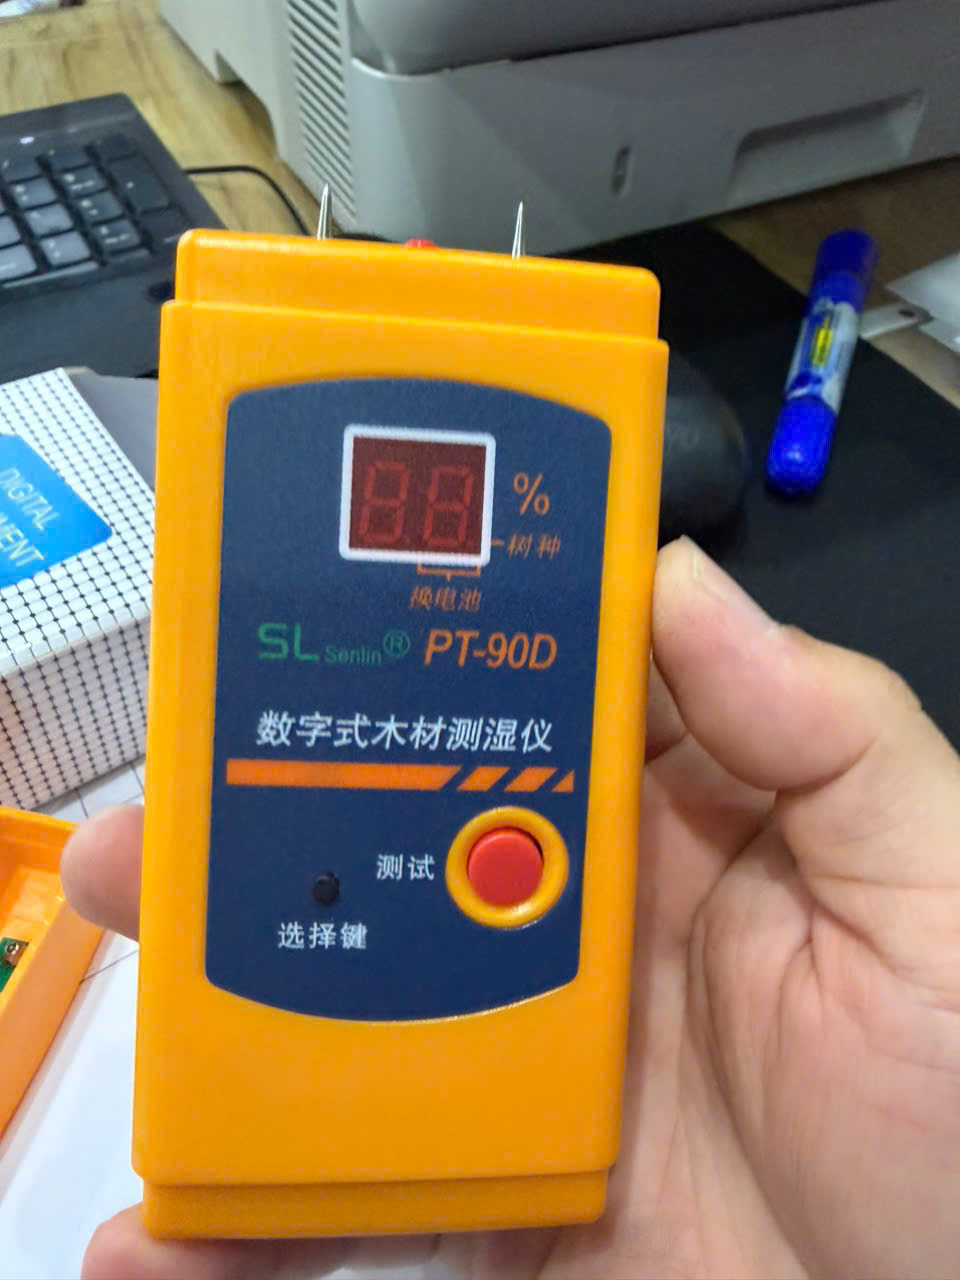 %
树种
换电池
SL Senlin® PT-90D
数字式木材测湿仪
测试
选择键
DIGITAL